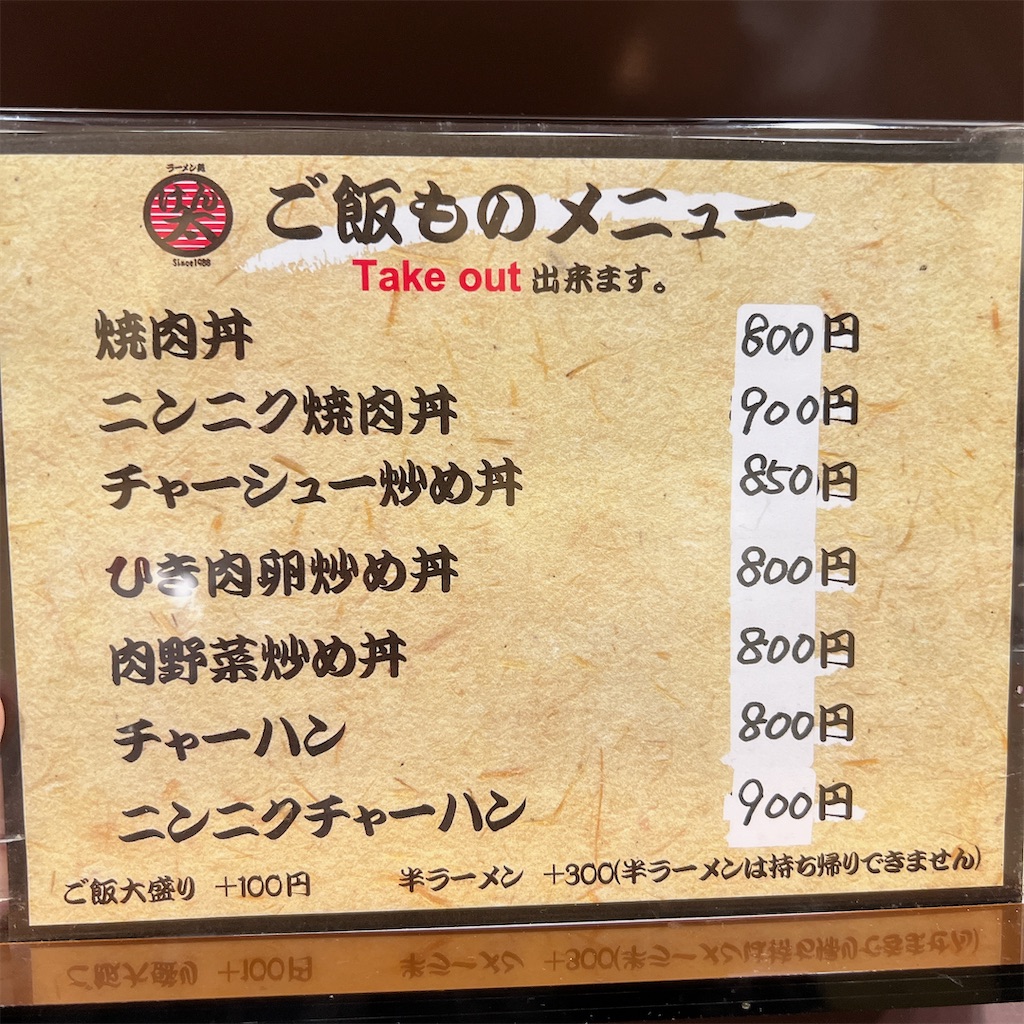 ラーメン気
けん太
Since1988
ご飯ものメニュー
Take out 出来ます。
焼肉丼 800円
ニンニク焼肉丼 900円
チャーシュー炒め丼 850円
ひき肉卵炒め丼 800円
肉野菜炒め丼 800円
チャーハン 800円
ニンニクチャーハン 900円
ご飯大盛り +100円 半ラーメン +300(半ラーメンは持ち帰りできません)